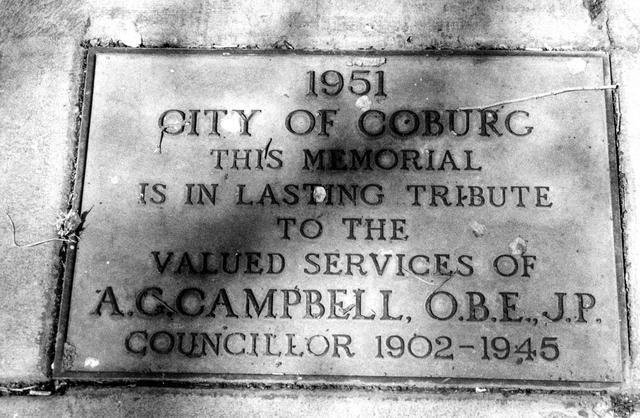 1951
CITY OF COBURG
THIS MEMORIAL
IS IN LASTING TRIBUTE
TO THE
VALUED SERVICES OF
A.G. CAMPBELL, O.B.E., J.P.
COUNCILLOR 1902-1945